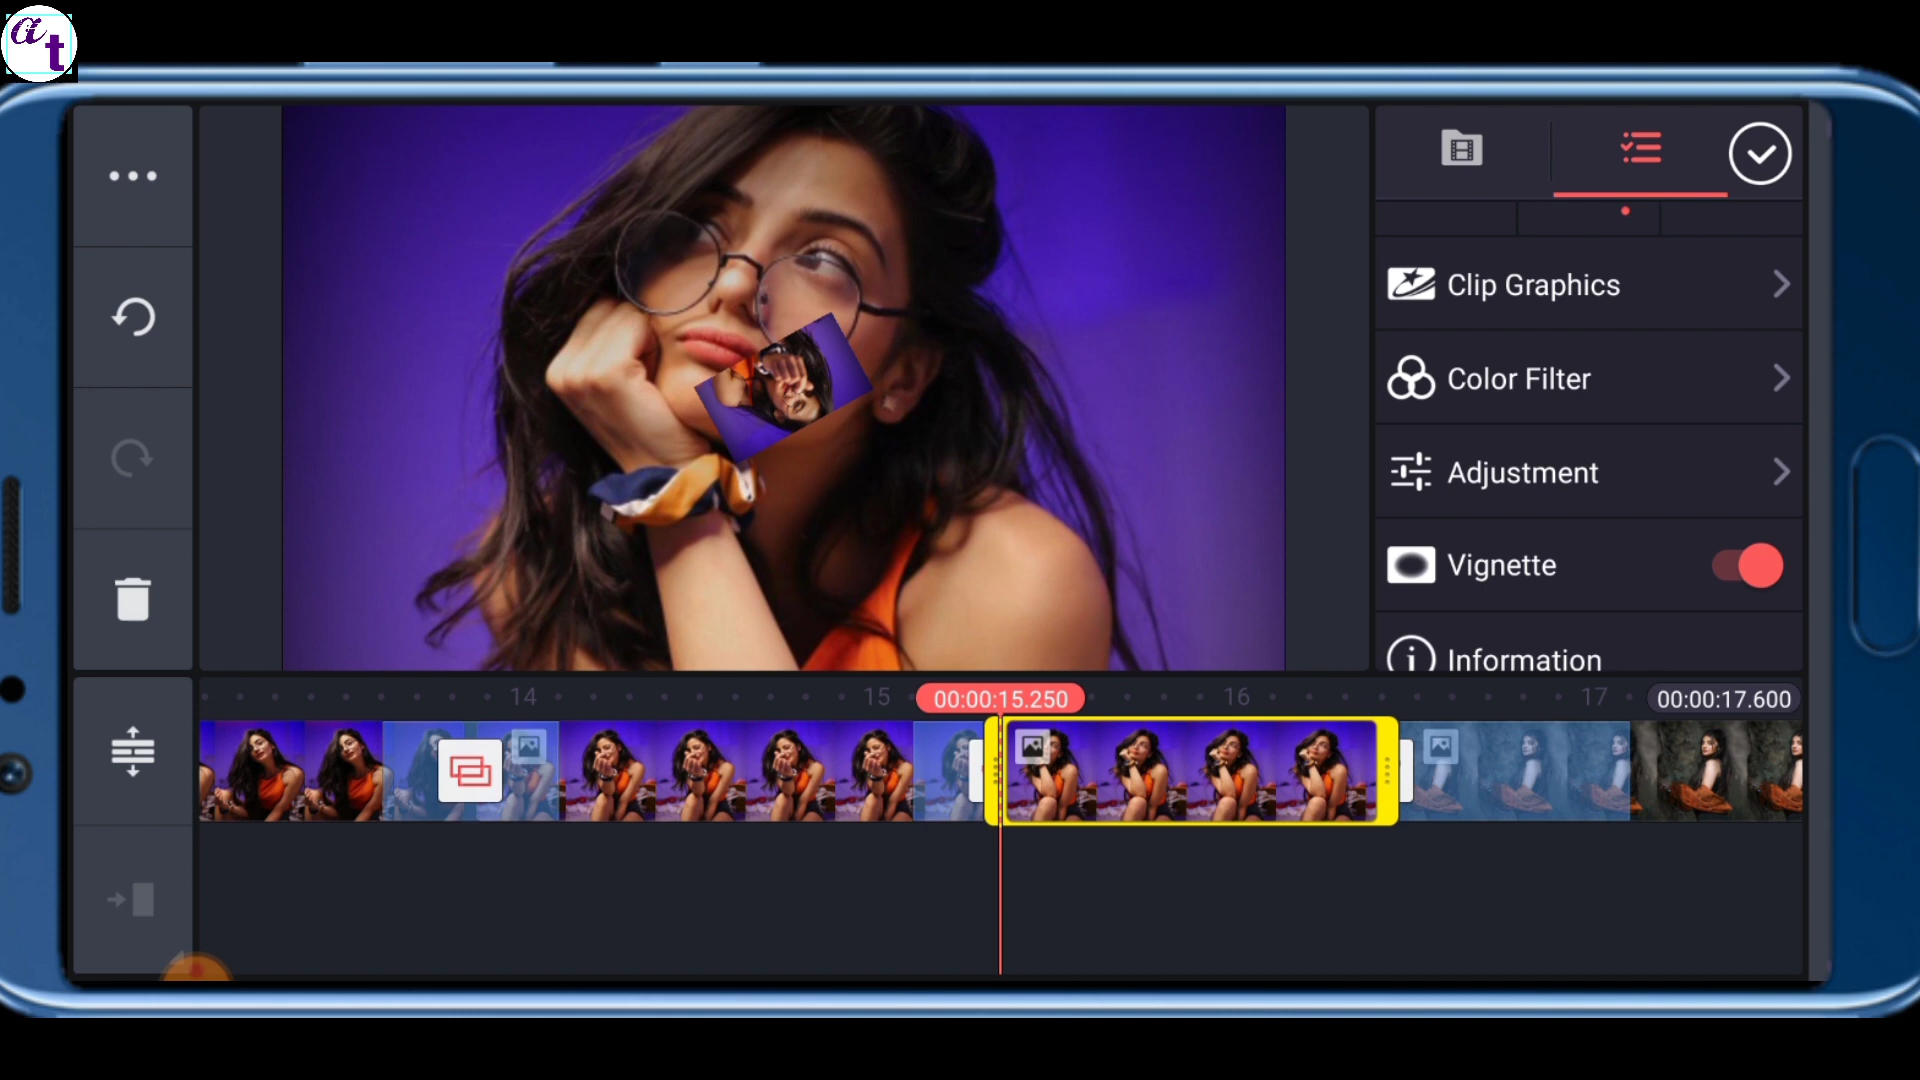 at
Clip Graphics
Color Filter
Adjustment
Vignette
Information
14
15
00:00:15.250
16
17
00:00:17.600